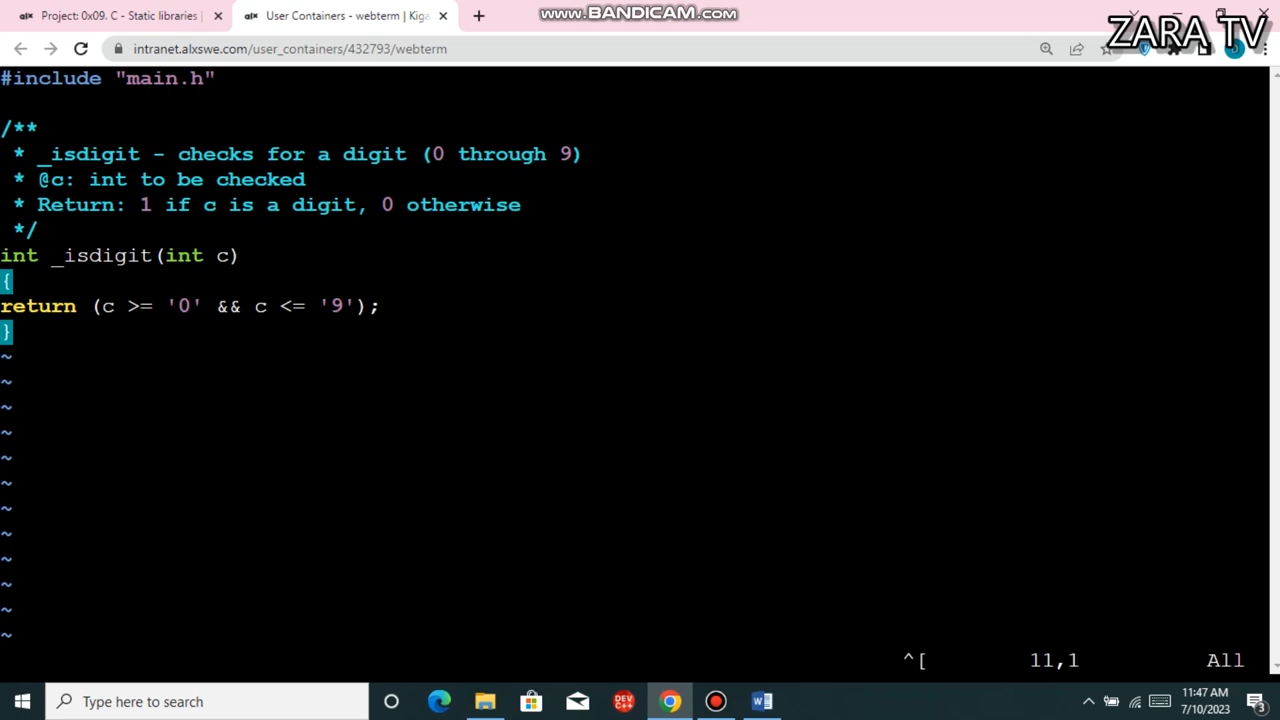 Project: 0x09. C - Static libraries |
User Containers - webterm | Kiga
WWW.BANDICAM.COM
ZARA TV
intranet.alxswe.com/user_containers/432793/webterm
#include "main.h"
/**
* _isdigit - checks for a digit (0 through 9)
* @c: int to be checked
* Return: 1 if c is a digit, 0 otherwise
*/
int _isdigit(int c)
{
return (c >= '0' && c <= '9');
}
~
~
~
~
~
~
~
~
~
~
~
~
^[ 11,1 All
Type here to search
DEV C++
11:47 AM
7/10/2023
3